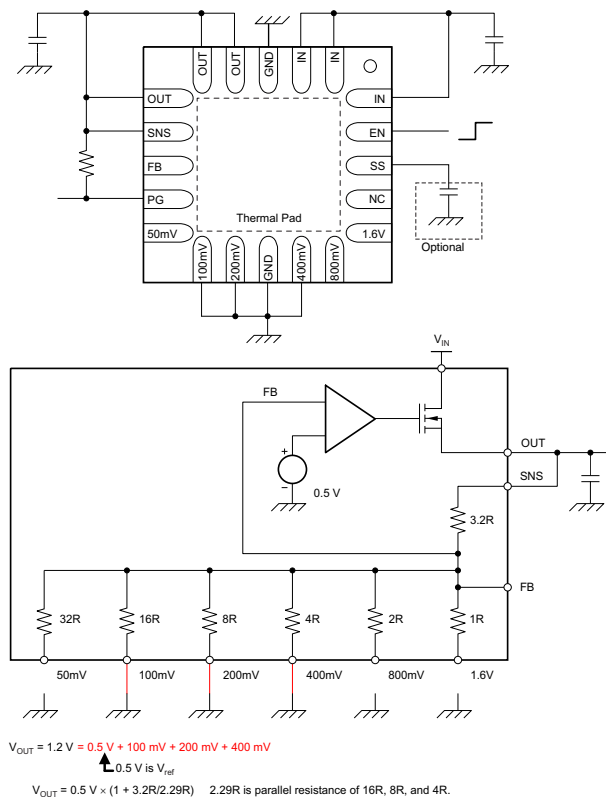 OUT
OUT
GND
IN
IN
OUT
SNS
FB
PG
50mV
IN
EN
SS
NC
1.6V
Thermal Pad
100mV
200mV
GND
400mV
800mV
Optional
VIN
FB
OUT
SNS
+
−
0.5 V
3.2R
FB
32R
16R
8R
4R
2R
1R
50mV
100mV
200mV
400mV
800mV
1.6V
VOUT = 1.2 V = 0.5 V + 100 mV + 200 mV + 400 mV
0.5 V is Vref
VOUT = 0.5 V × (1 + 3.2R/2.29R) 2.29R is parallel resistance of 16R, 8R, and 4R.